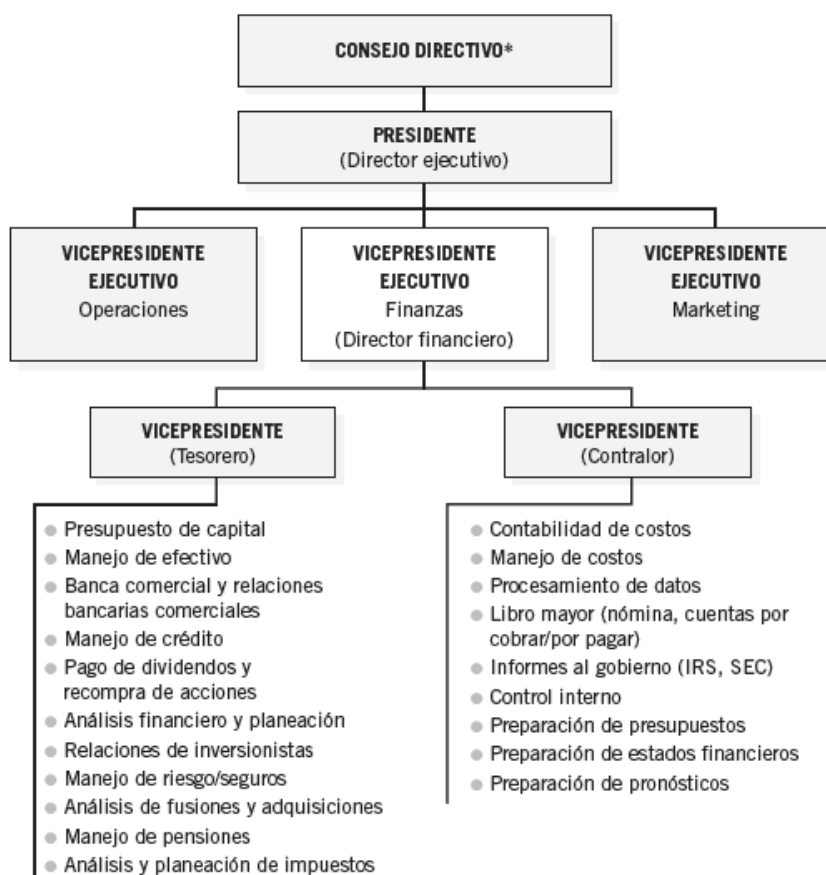 CONSEJO DIRECTIVO*
PRESIDENTE
(Director ejecutivo)
VICEPRESIDENTE
EJECUTIVO
Operaciones
VICEPRESIDENTE
EJECUTIVO
Finanzas
(Director financiero)
VICEPRESIDENTE
EJECUTIVO
Marketing
VICEPRESIDENTE
(Tesorero)
VICEPRESIDENTE
(Contralor)
Presupuesto de capital
Manejo de efectivo
Banca comercial y relaciones
bancarias comerciales
Manejo de crédito
Pago de dividendos y
recompra de acciones
Análisis financiero y planeación
Relaciones de inversionistas
Manejo de riesgo/seguros
Análisis de fusiones y adquisiciones
Manejo de pensiones
Análisis y planeación de impuestos
Contabilidad de costos
Manejo de costos
Procesamiento de datos
Libro mayor (nómina, cuentas por
cobrar/por pagar)
Informes al gobierno (IRS, SEC)
Control interno
Preparación de presupuestos
Preparación de estados financieros
Preparación de pronósticos